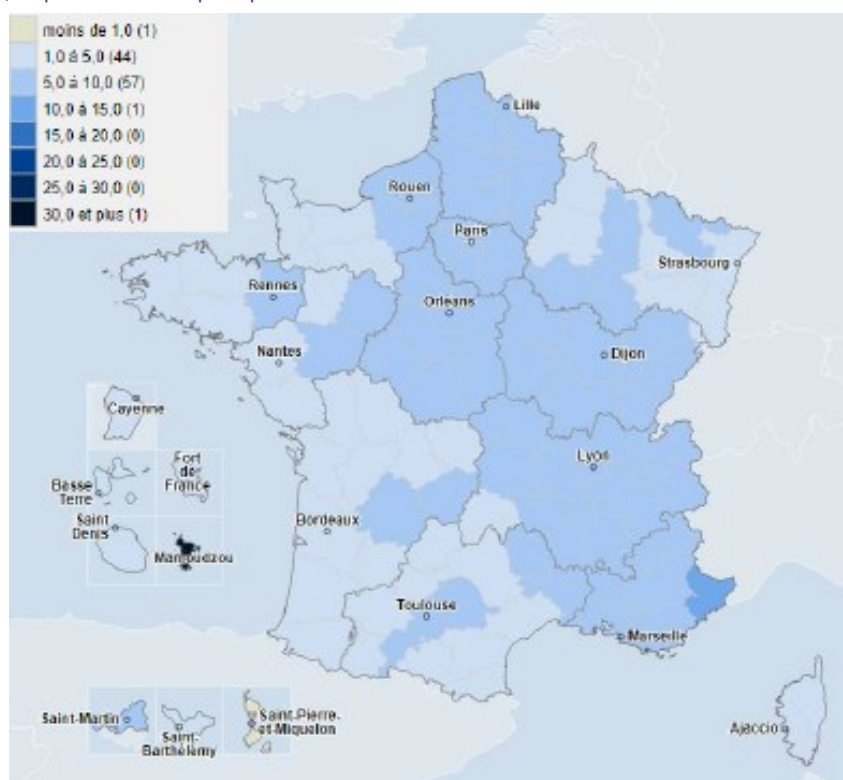 moins de 1,0 (1)
1,0 à 5,0 (44)
5,0 à 10,0 (57)
10,0 à 15,0 (1)
15,0 à 20,0 (0)
20,0 à 25,0 (0)
25,0 à 30,0 (0)
30,0 et plus (1)
Lille
Rouen
Paris
Strasbourg
Rennes
Orléans
Nantes
Dijon
Cayenne
Lyon
Fort
de
France
Basse
Terre
Saint
Denis
Bordeaux
Mamoudzou
Toulouse
Marseille
Saint-Martin
Saint-
Barthélemy
Saint-Pierre-
et-Miquelon
Ajaccio